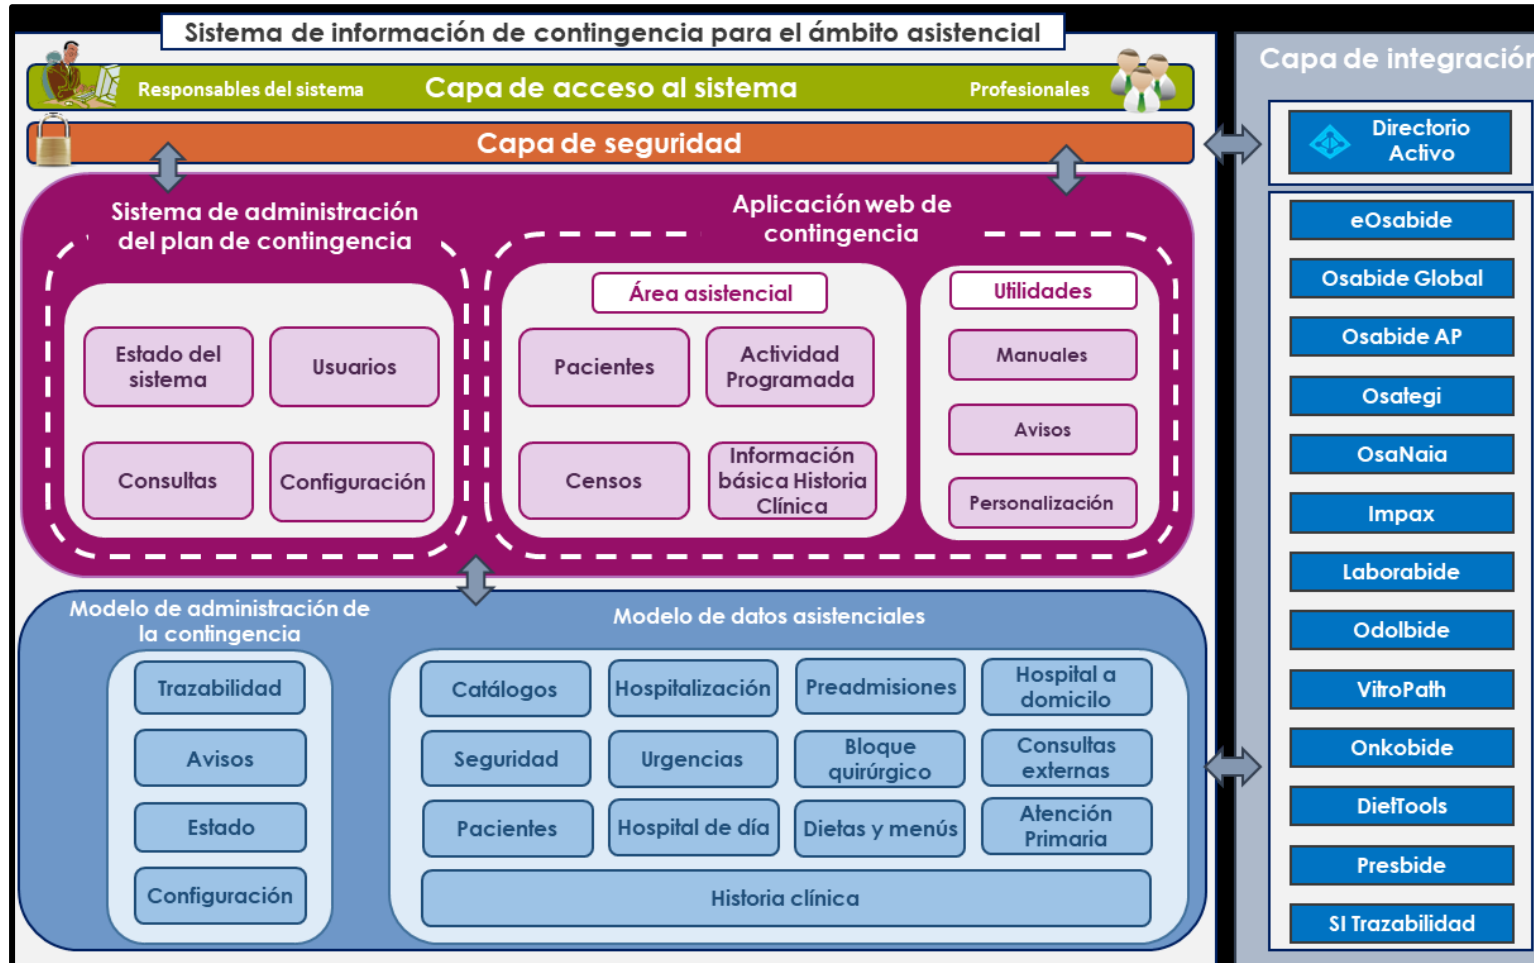 Sistema de información de contingencia para el ámbito asistencial
Responsables del sistema
Capa de acceso al sistema
Profesionales
Capa de seguridad
Sistema de administración
del plan de contingencia
Estado del
sistema
Usuarios
Consultas
Configuración
Aplicación web de
contingencia
Área asistencial
Pacientes
Actividad
Programada
Censos
Información
básica Historia
Clínica
Utilidades
Manuales
Avisos
Personalización
Modelo de administración de
la contingencia
Trazabilidad
Avisos
Estado
Configuración
Modelo de datos asistenciales
Catálogos
Hospitalización
Preadmisiones
Hospital a
domicilo
Seguridad
Urgencias
Bloque
quirúrgico
Consultas
externas
Pacientes
Hospital de día
Dietas y menús
Atención
Primaria
Historia clínica
Capa de integración
Directorio
Activo
eOsabide
Osabide Global
Osabide AP
Osategi
OsaNaia
Impax
Laborabide
Odolbide
VitroPath
Onkobide
DietTools
Presbide
SI Trazabilidad